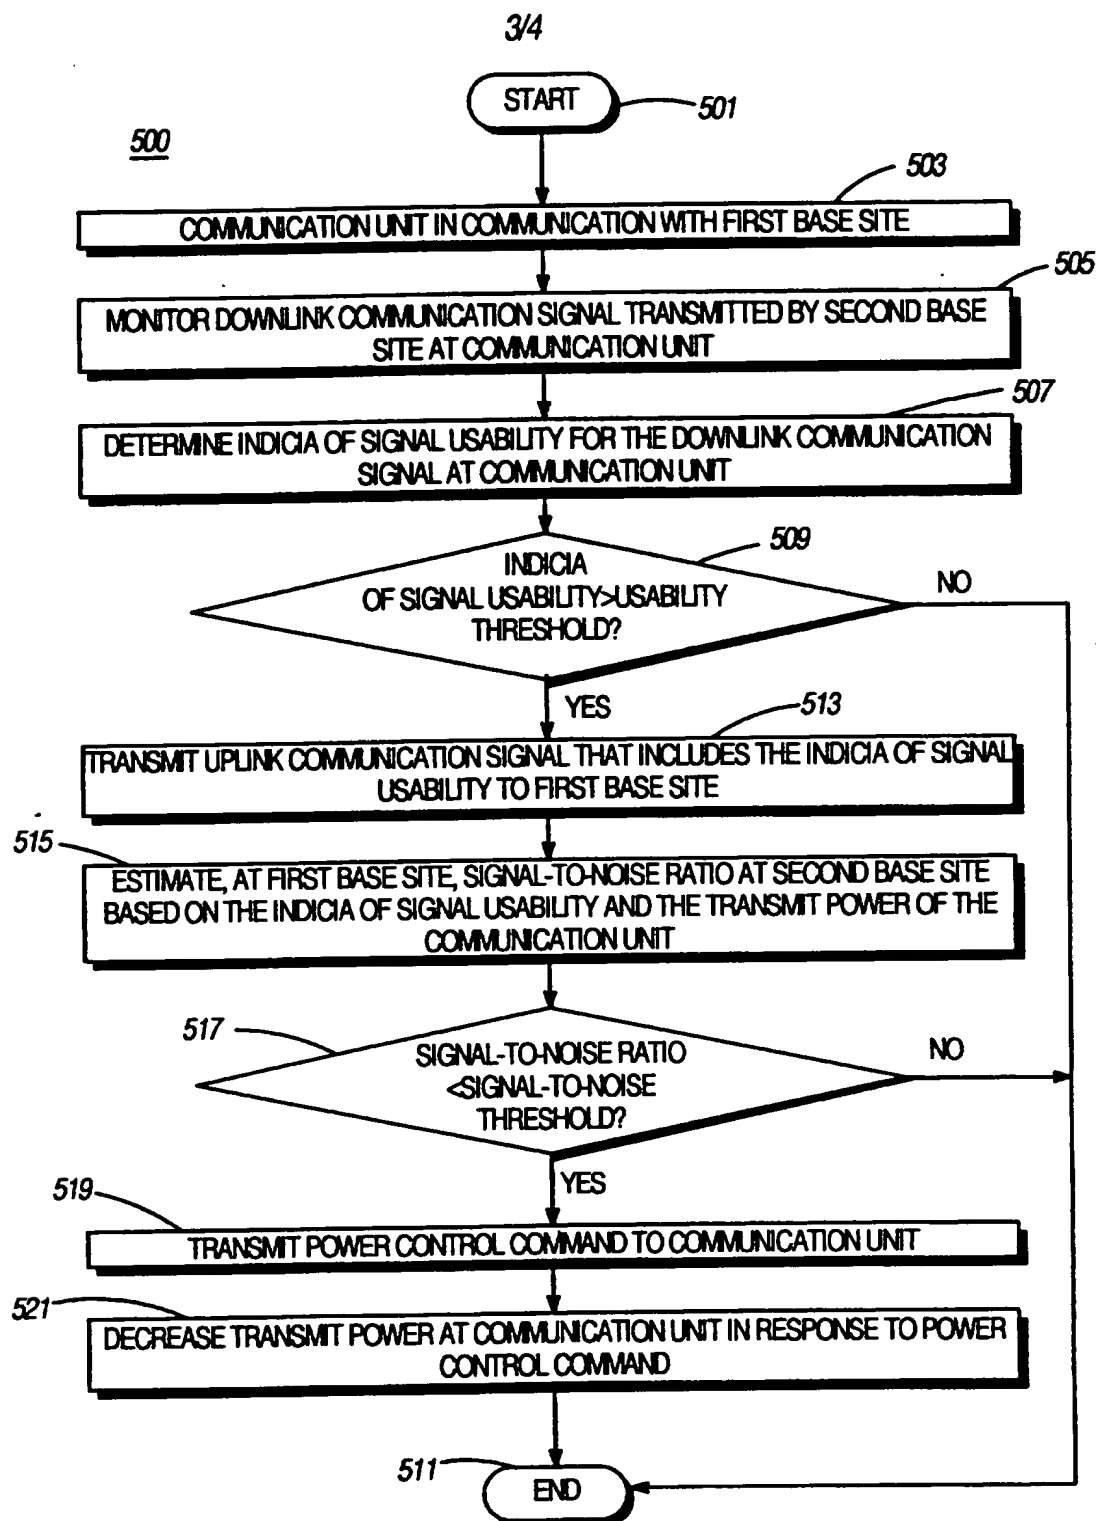 3/4
START
501
500
503
COMMUNICATION UNIT IN COMMUNICATION WITH FIRST BASE SITE
505
MONITOR DOWNLINK COMMUNICATION SIGNAL TRANSMITTED BY SECOND BASE
SITE AT COMMUNICATION UNIT
507
DETERMINE INDICIA OF SIGNAL USABILITY FOR THE DOWNLINK COMMUNICATION
SIGNAL AT COMMUNICATION UNIT
509
INDICIA
OF SIGNAL USABILITY>USABILITY
THRESHOLD?
NO
YES
513
TRANSMIT UPLINK COMMUNICATION SIGNAL THAT INCLUDES THE INDICIA OF SIGNAL
USABILITY TO FIRST BASE SITE
515
ESTIMATE, AT FIRST BASE SITE, SIGNAL-TO-NOISE RATIO AT SECOND BASE SITE
BASED ON THE INDICIA OF SIGNAL USABILITY AND THE TRANSMIT POWER OF THE
COMMUNICATION UNIT
517
SIGNAL-TO-NOISE RATIO
<SIGNAL-TO-NOISE
THRESHOLD?
NO
YES
519
TRANSMIT POWER CONTROL COMMAND TO COMMUNICATION UNIT
521
DECREASE TRANSMIT POWER AT COMMUNICATION UNIT IN RESPONSE TO POWER
CONTROL COMMAND
511
END